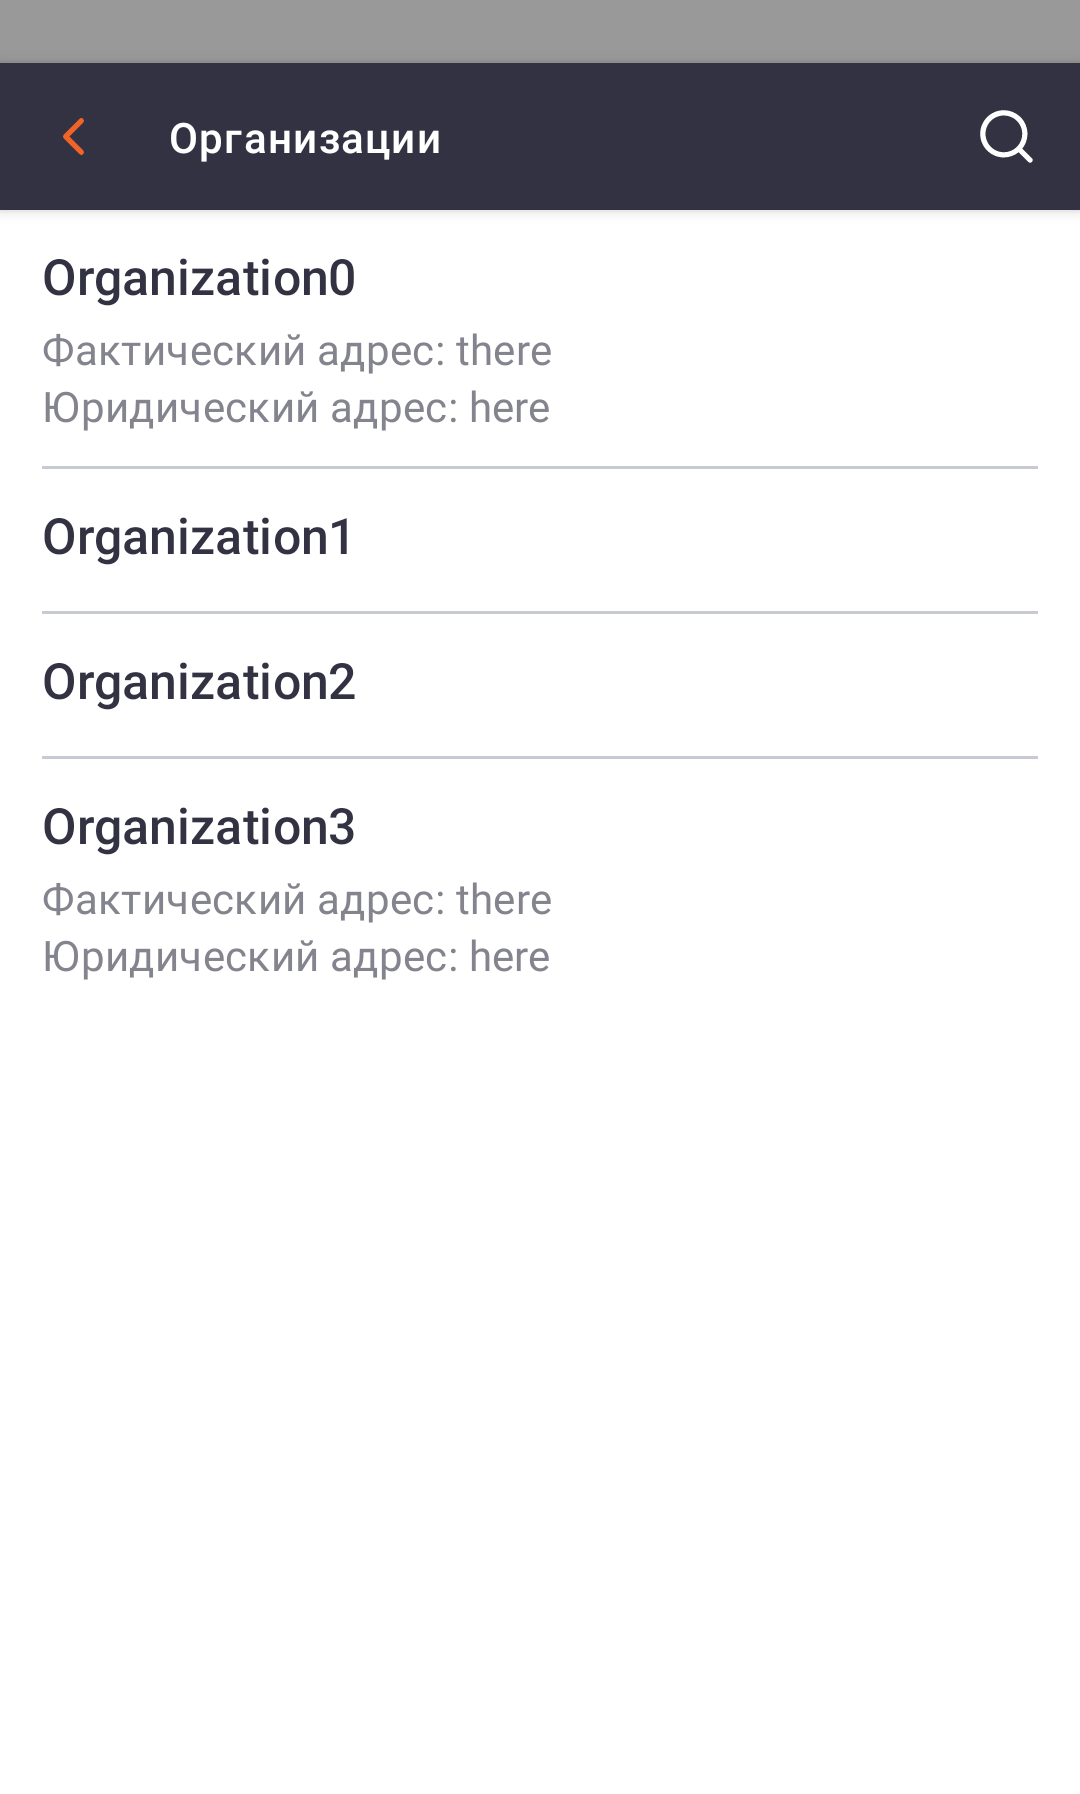 Организации
Organization0
Фактический адрес: there
Юридический адрес: here
Organization1
Organization2
Organization3
Фактический адрес: there
Юридический адрес: here